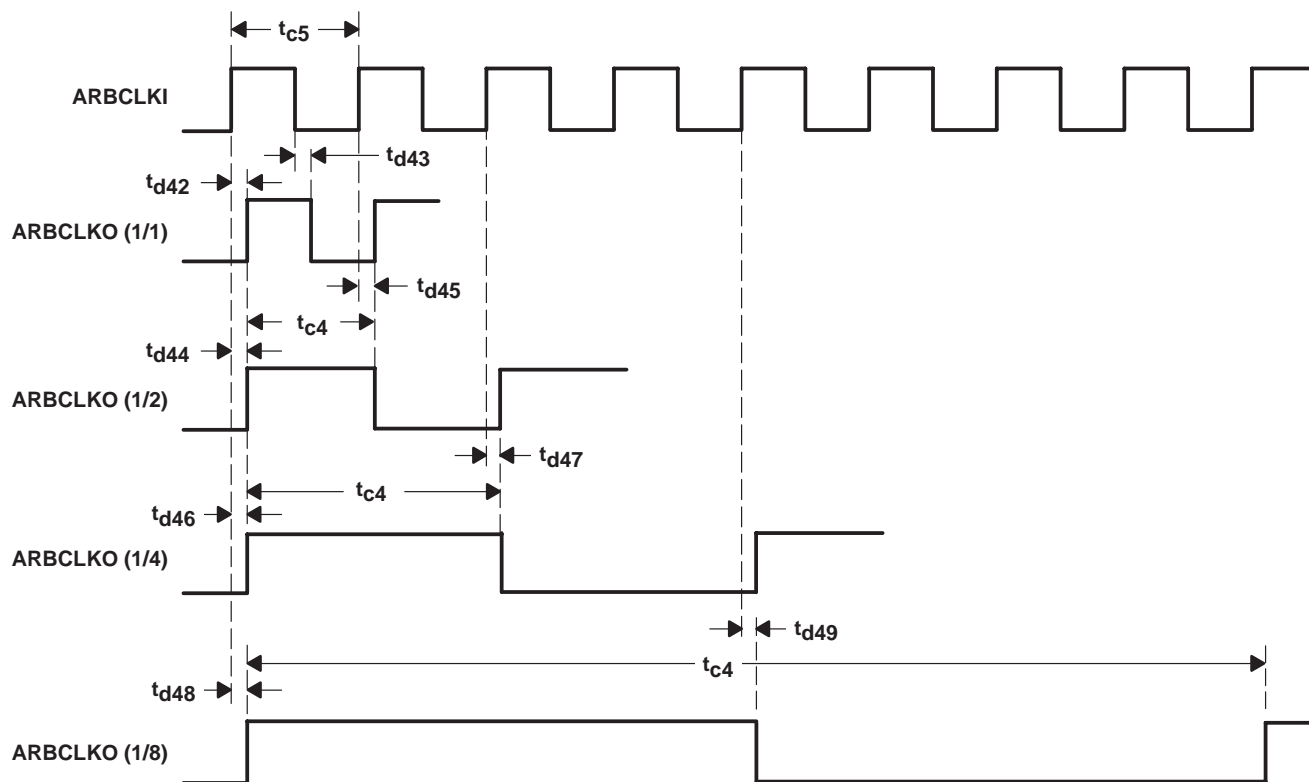 tc5
ARBCLKI
td43
td42
ARBCLKO (1/1)
td45
tc4
td44
ARBCLKO (1/2)
td47
tc4
td46
ARBCLKO (1/4)
td49
tc4
td48
ARBCLKO (1/8)